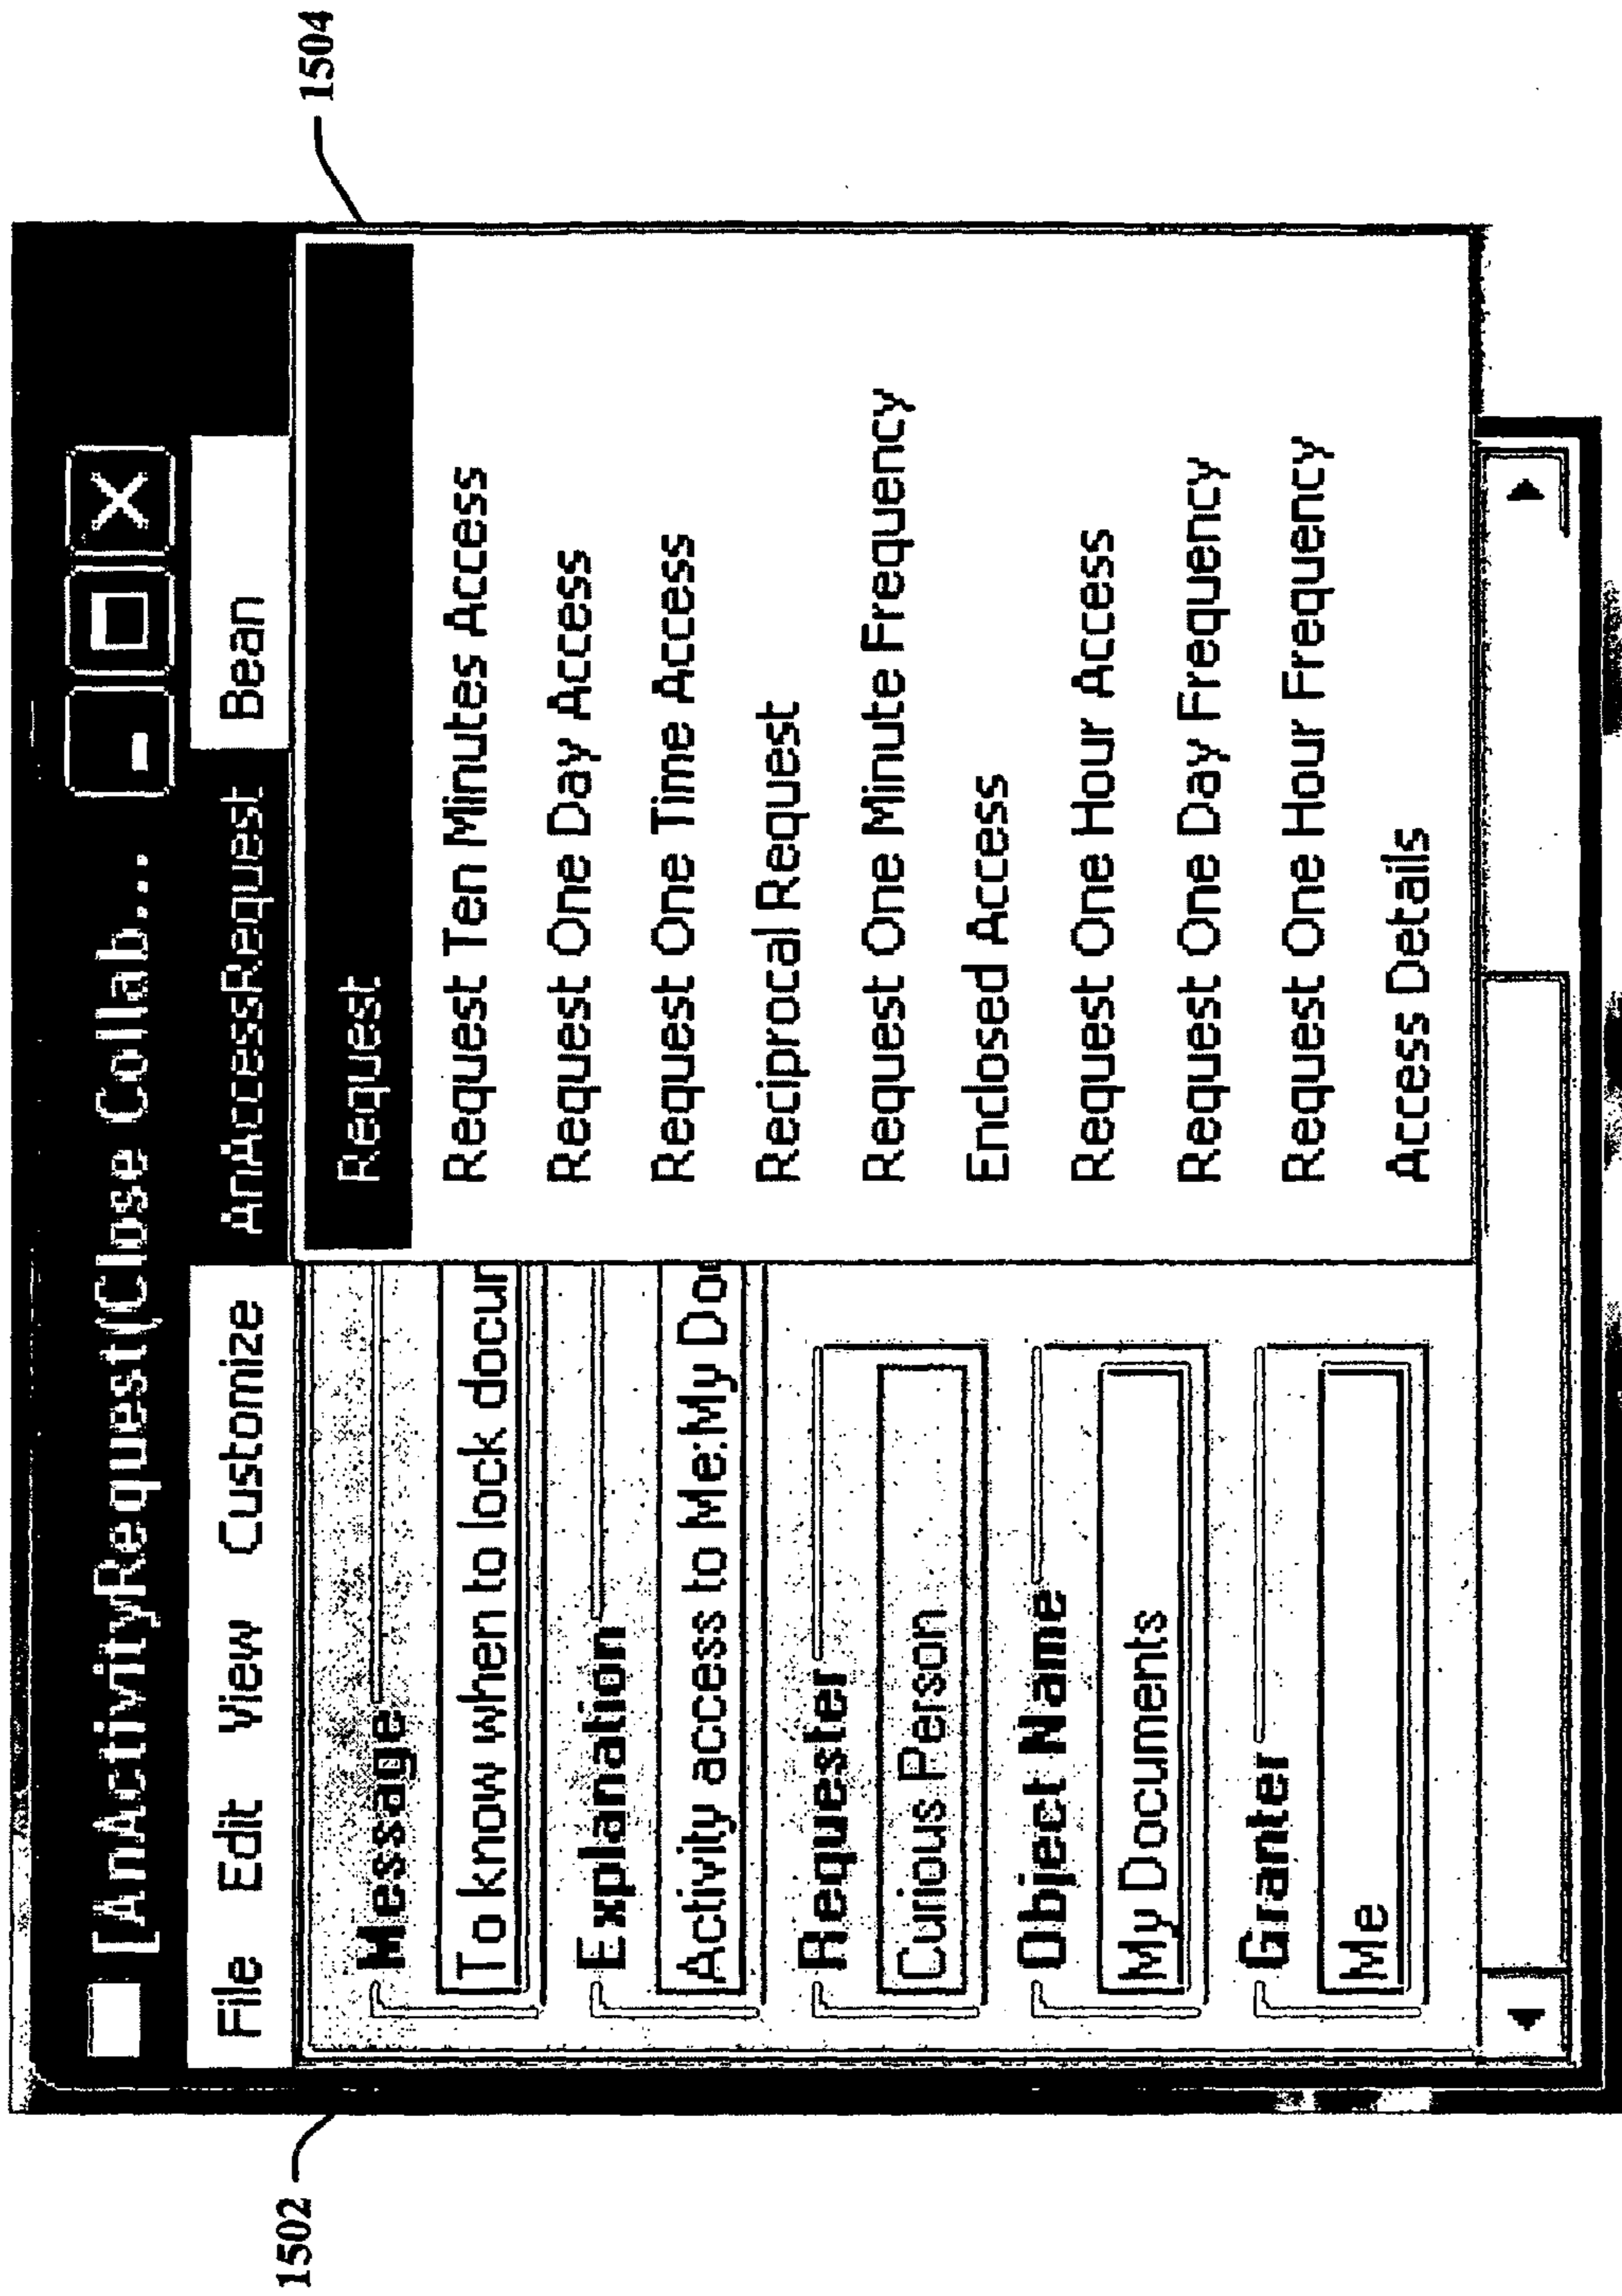 1502
1504
[AnActivityRequest(Close Collab...
File Edit View Customize AnAccessRequest Bean
Message
To know when to lock docur
Explanation
Activity access to Me:My Do
Requester
Curious Person
Object Name
My Documents
Granter
Me
Request
Request Ten Minutes Access
Request One Day Access
Request One Time Access
Reciprocal Request
Request One Minute Frequency
Enclosed Access
Request One Hour Access
Request One Day Frequency
Request One Hour Frequency
Access Details